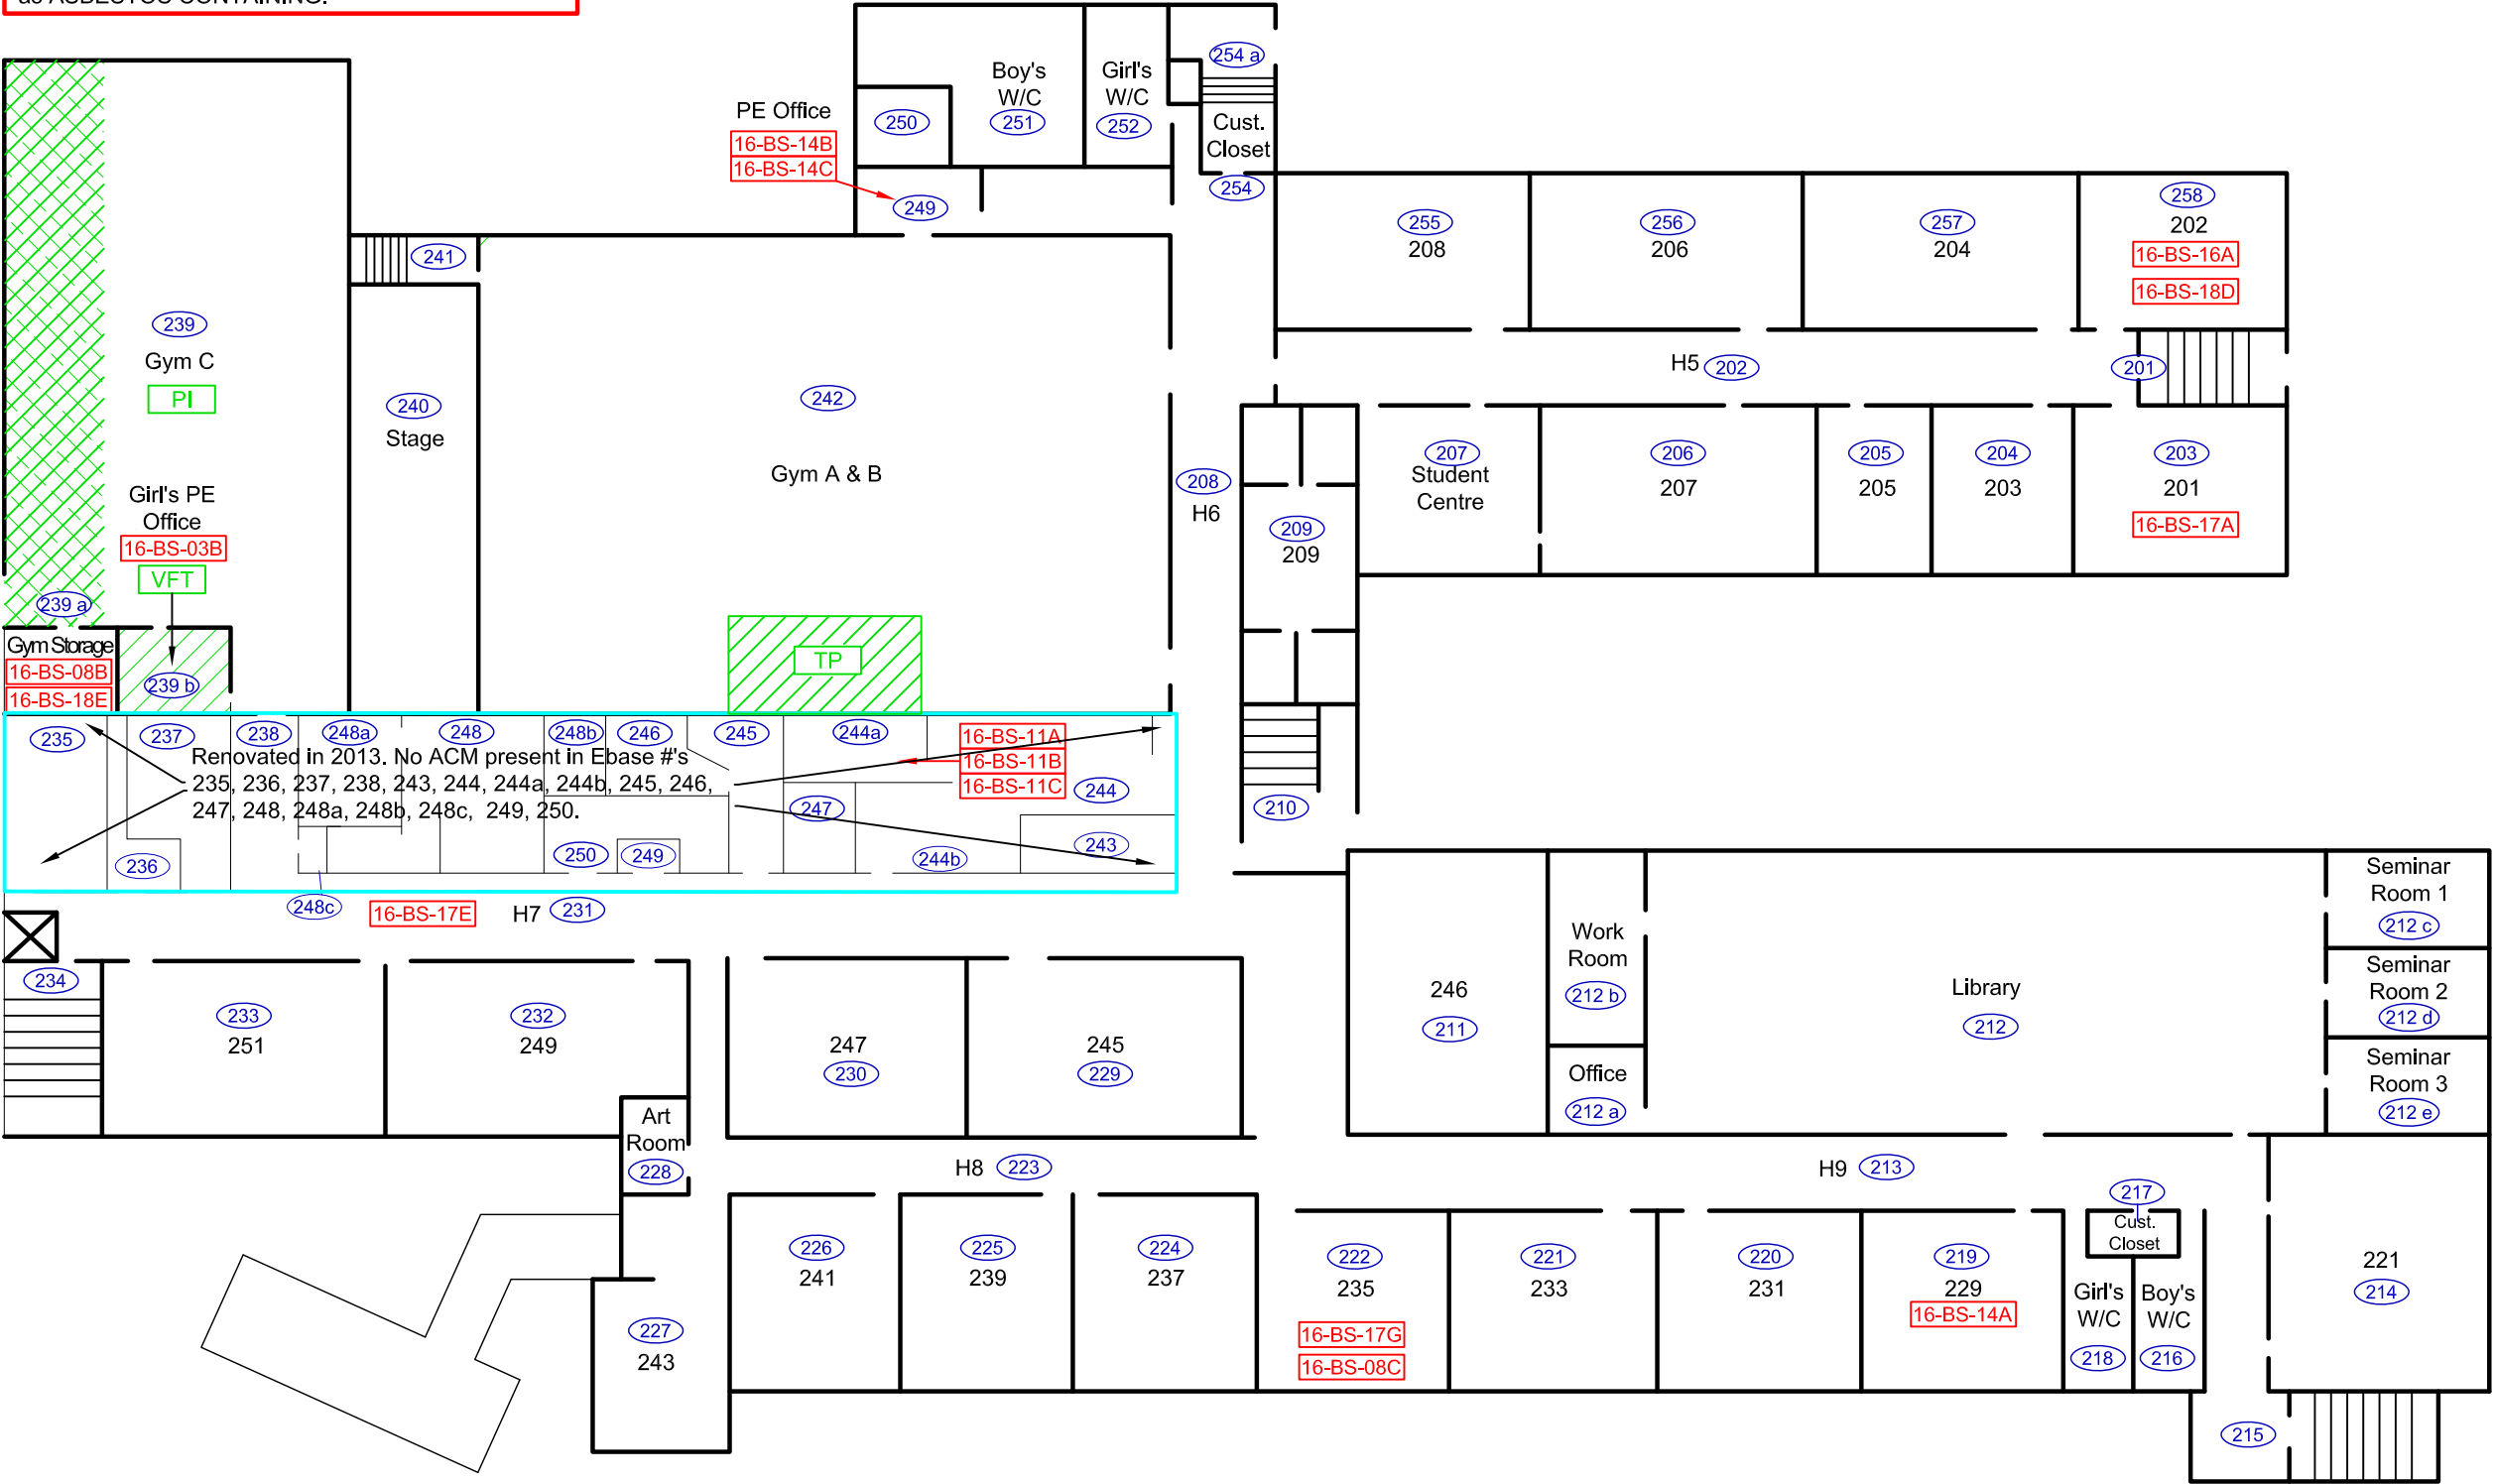 as ASBESTOS CONTAINING.
254 a
Boy's
W/C
251
Girl's
W/C
252
PE Office
16-BS-14B
16-BS-14C
250
249
Cust.
Closet
254
255
208
256
206
257
204
258
202
16-BS-16A
16-BS-18D
241
239
Gym C
PI
240
Stage
242
Gym A & B
H5
202
201
Girl's PE
Office
16-BS-03B
VFT
208
H6
209
209
207
Student
Centre
206
207
205
205
204
203
203
201
16-BS-17A
239 a
Gym Storage
16-BS-08B
16-BS-18E
239 b
TP
235
237
238
248a
248
248b
246
245
244a
16-BS-11A
16-BS-11B
16-BS-11C
Renovated in 2013. No ACM present in Ebase #'s
235, 236, 237, 238, 243, 244, 244a, 244b, 245, 246,
247, 248, 248a, 248b, 248c, 249, 250.
247
244
210
236
250
249
244b
243
248c
16-BS-17E
H7
231
234
233
251
232
249
247
230
245
229
246
211
Work
Room
212 b
Office
212 a
Library
212
Seminar
Room 1
212 c
Seminar
Room 2
212 d
Seminar
Room 3
212 e
Art
Room
228
H8
223
H9
213
217
Cust.
Closet
227
243
226
241
225
239
224
237
222
235
16-BS-17G
16-BS-08C
221
233
220
231
219
229
16-BS-14A
Girl's
W/C
218
Boy's
W/C
216
221
214
215